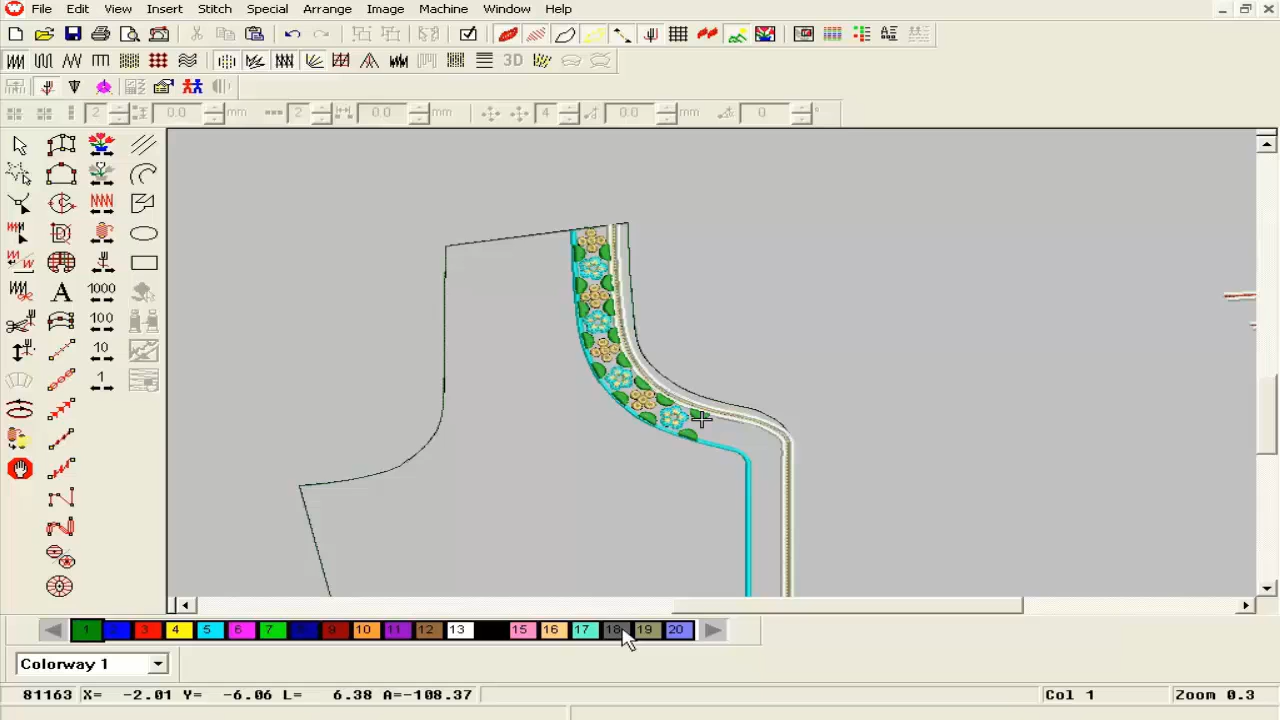 File Edit View Insert Stitch Special Arrange Image Machine Window Help
3D
2 0.0 mm 2 0.0 mm 4 0.0 mm 0 °
A 1000
100
10
1
1 2 3 4 5 6 7 8 9 10 11 12 13 15 16 17 18 19 20
Colorway 1
81163 X= -2.01 Y= -6.06 L= 6.38 A=-108.37 Col 1 Zoom 0.3